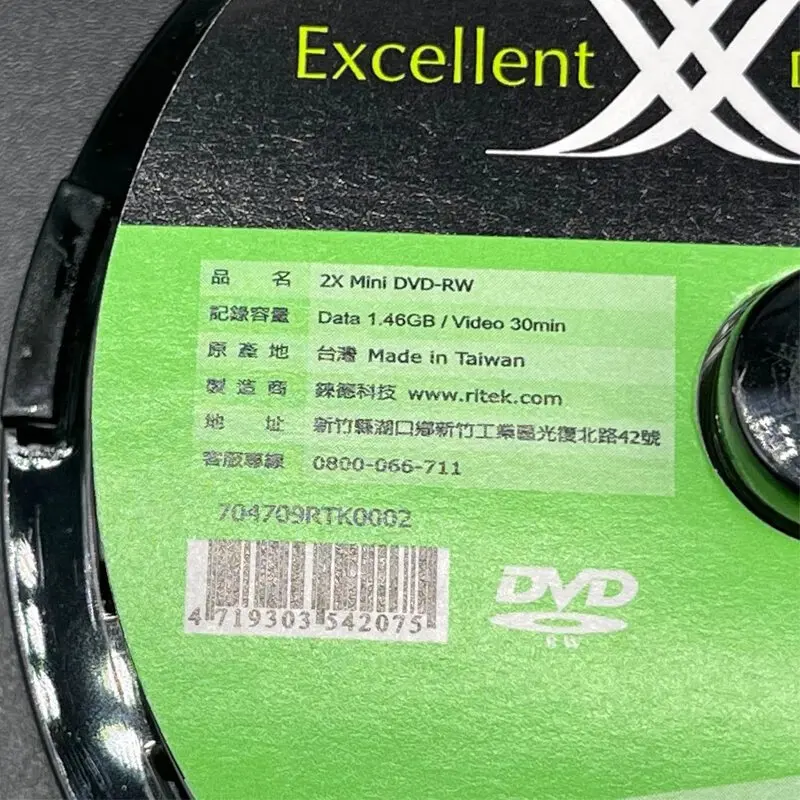 Excellent
品名 2X Mini DVD-RW
記錄容量 Data 1.46GB / Video 30min
原產地 台灣 Made in Taiwan
製造商 錸德科技 www.ritek.com
地址 新竹縣湖口鄉新竹工業區光復北路42號
客服專線 0800-066-711
704709RTK0002
4 719303 542075
DVD
RW